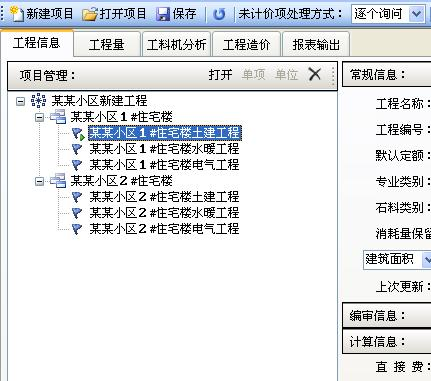 新建项目 打开项目 保存 未计价项处理方式： 逐个询问
工程信息 工程量 工料机分析 工程造价 报表输出
项目管理： 打开 单项 单位
常规信息：
某某小区新建工程
工程名称：
某某小区1#住宅楼
某某小区1#住宅楼土建工程
工程编号：
某某小区1#住宅楼水暖工程
默认定额：
某某小区1#住宅楼电气工程
某某小区2#住宅楼
专业类别：
某某小区2#住宅楼土建工程
石料类别：
某某小区2#住宅楼水暖工程
某某小区2#住宅楼电气工程
消耗量保留
建筑面积
上次更新：
编审信息：
计算信息：
直 接 费：